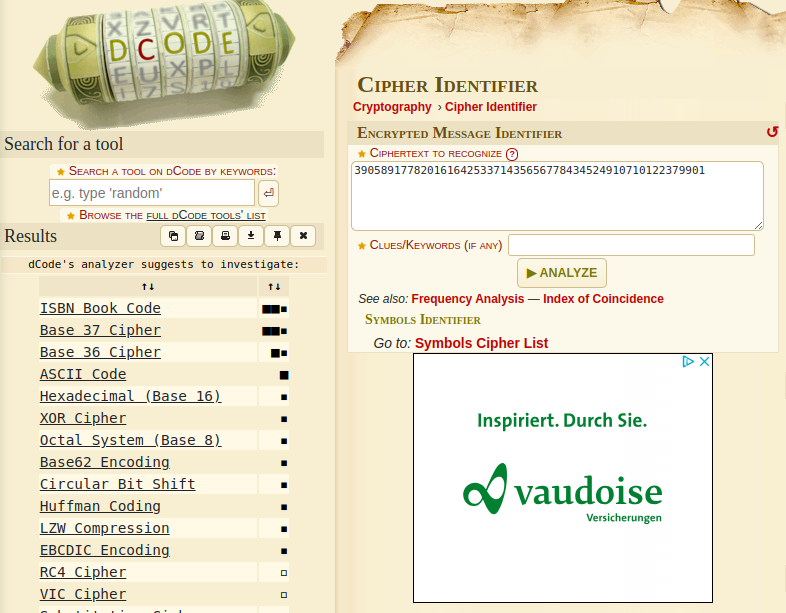 X Z V R T
D C O D E
E U X P L
Search for a tool
★ Search a tool on dCode by keywords:
e.g. type 'random'
★ Browse the full dCode tools' list
Results
dCode's analyzer suggests to investigate:
↑↓ ↑↓
ISBN Book Code ■■▪
Base 37 Cipher ■■▪
Base 36 Cipher ■▪
ASCII Code ■
Hexadecimal (Base 16) ▪
XOR Cipher ▪
Octal System (Base 8) ▪
Base62 Encoding ▪
Circular Bit Shift ▪
Huffman Coding ▪
LZW Compression ▪
EBCDIC Encoding ▪
RC4 Cipher ▫
VIC Cipher ▫
Cipher Identifier
Cryptography › Cipher Identifier
Encrypted Message Identifier
★ Ciphertext to recognize ?
390589177820161642533714356567784345249107101223799​01
★ Clues/Keywords (if any)
▶ ANALYZE
See also: Frequency Analysis — Index of Coincidence
Symbols Identifier
Go to: Symbols Cipher List
Inspiriert. Durch Sie.
vaudoise
Versicherungen